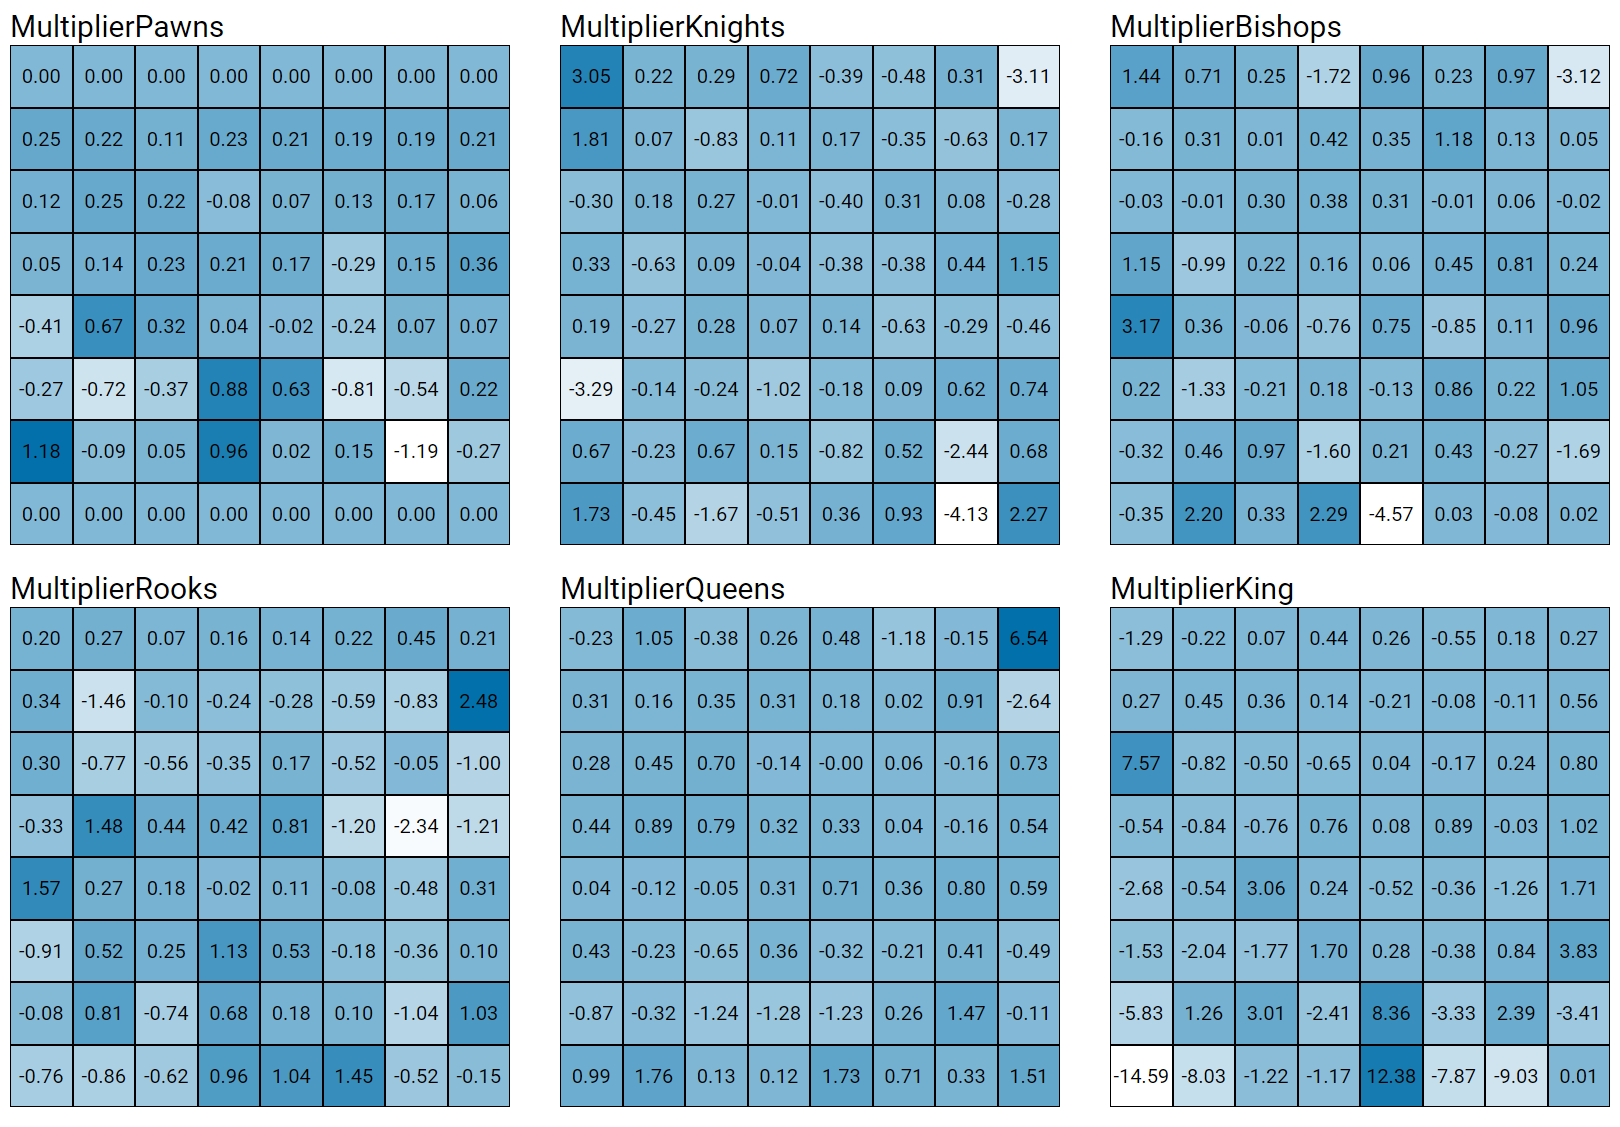 MultiplierPawns MultiplierKnights MultiplierBishops
0.00 0.00 0.00 0.00 0.00 0.00 0.00 0.00 3.05 0.22 0.29 0.72 -0.39 -0.48 0.31 -3.11 1.44 0.71 0.25 -1.72 0.96 0.23 0.97 -3.12
0.25 0.22 0.11 0.23 0.21 0.19 0.19 0.21 1.81 0.07 -0.83 0.11 0.17 -0.35 -0.63 0.17 -0.16 0.31 0.01 0.42 0.35 1.18 0.13 0.05
0.12 0.25 0.22 -0.08 0.07 0.13 0.17 0.06 -0.30 0.18 0.27 -0.01 -0.40 0.31 0.08 -0.28 -0.03 -0.01 0.30 0.38 0.31 -0.01 0.06 -0.02
0.05 0.14 0.23 0.21 0.17 -0.29 0.15 0.36 0.33 -0.63 0.09 -0.04 -0.38 -0.38 0.44 1.15 1.15 -0.99 0.22 0.16 0.06 0.45 0.81 0.24
-0.41 0.67 0.32 0.04 -0.02 -0.24 0.07 0.07 0.19 -0.27 0.28 0.07 0.14 -0.63 -0.29 -0.46 3.17 0.36 -0.06 -0.76 0.75 -0.85 0.11 0.96
-0.27 -0.72 -0.37 0.88 0.63 -0.81 -0.54 0.22 -3.29 -0.14 -0.24 -1.02 -0.18 0.09 0.62 0.74 0.22 -1.33 -0.21 0.18 -0.13 0.86 0.22 1.05
1.18 -0.09 0.05 0.96 0.02 0.15 -1.19 -0.27 0.67 -0.23 0.67 0.15 -0.82 0.52 -2.44 0.68 -0.32 0.46 0.97 -1.60 0.21 0.43 -0.27 -1.69
0.00 0.00 0.00 0.00 0.00 0.00 0.00 0.00 1.73 -0.45 -1.67 -0.51 0.36 0.93 -4.13 2.27 -0.35 2.20 0.33 2.29 -4.57 0.03 -0.08 0.02
MultiplierRooks MultiplierQueens MultiplierKing
0.20 0.27 0.07 0.16 0.14 0.22 0.45 0.21 -0.23 1.05 -0.38 0.26 0.48 -1.18 -0.15 6.54 -1.29 -0.22 0.07 0.44 0.26 -0.55 0.18 0.27
0.34 -1.46 -0.10 -0.24 -0.28 -0.59 -0.83 2.48 0.31 0.16 0.35 0.31 0.18 0.02 0.91 -2.64 0.27 0.45 0.36 0.14 -0.21 -0.08 -0.11 0.56
0.30 -0.77 -0.56 -0.35 0.17 -0.52 -0.05 -1.00 0.28 0.45 0.70 -0.14 -0.00 0.06 -0.16 0.73 7.57 -0.82 -0.50 -0.65 0.04 -0.17 0.24 0.80
-0.33 1.48 0.44 0.42 0.81 -1.20 -2.34 -1.21 0.44 0.89 0.79 0.32 0.33 0.04 -0.16 0.54 -0.54 -0.84 -0.76 0.76 0.08 0.89 -0.03 1.02
1.57 0.27 0.18 -0.02 0.11 -0.08 -0.48 0.31 0.04 -0.12 -0.05 0.31 0.71 0.36 0.80 0.59 -2.68 -0.54 3.06 0.24 -0.52 -0.36 -1.26 1.71
-0.91 0.52 0.25 1.13 0.53 -0.18 -0.36 0.10 0.43 -0.23 -0.65 0.36 -0.32 -0.21 0.41 -0.49 -1.53 -2.04 -1.77 1.70 0.28 -0.38 0.84 3.83
-0.08 0.81 -0.74 0.68 0.18 0.10 -1.04 1.03 -0.87 -0.32 -1.24 -1.28 -1.23 0.26 1.47 -0.11 -5.83 1.26 3.01 -2.41 8.36 -3.33 2.39 -3.41
-0.76 -0.86 -0.62 0.96 1.04 1.45 -0.52 -0.15 0.99 1.76 0.13 0.12 1.73 0.71 0.33 1.51 -14.59 -8.03 -1.22 -1.17 12.38 -7.87 -9.03 0.01